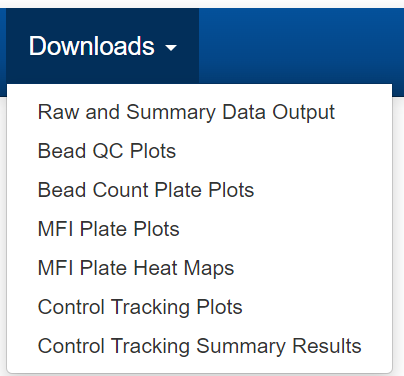 Downloads
Raw and Summary Data Output
Bead QC Plots
Bead Count Plate Plots
MFI Plate Plots
MFI Plate Heat Maps
Control Tracking Plots
Control Tracking Summary Results